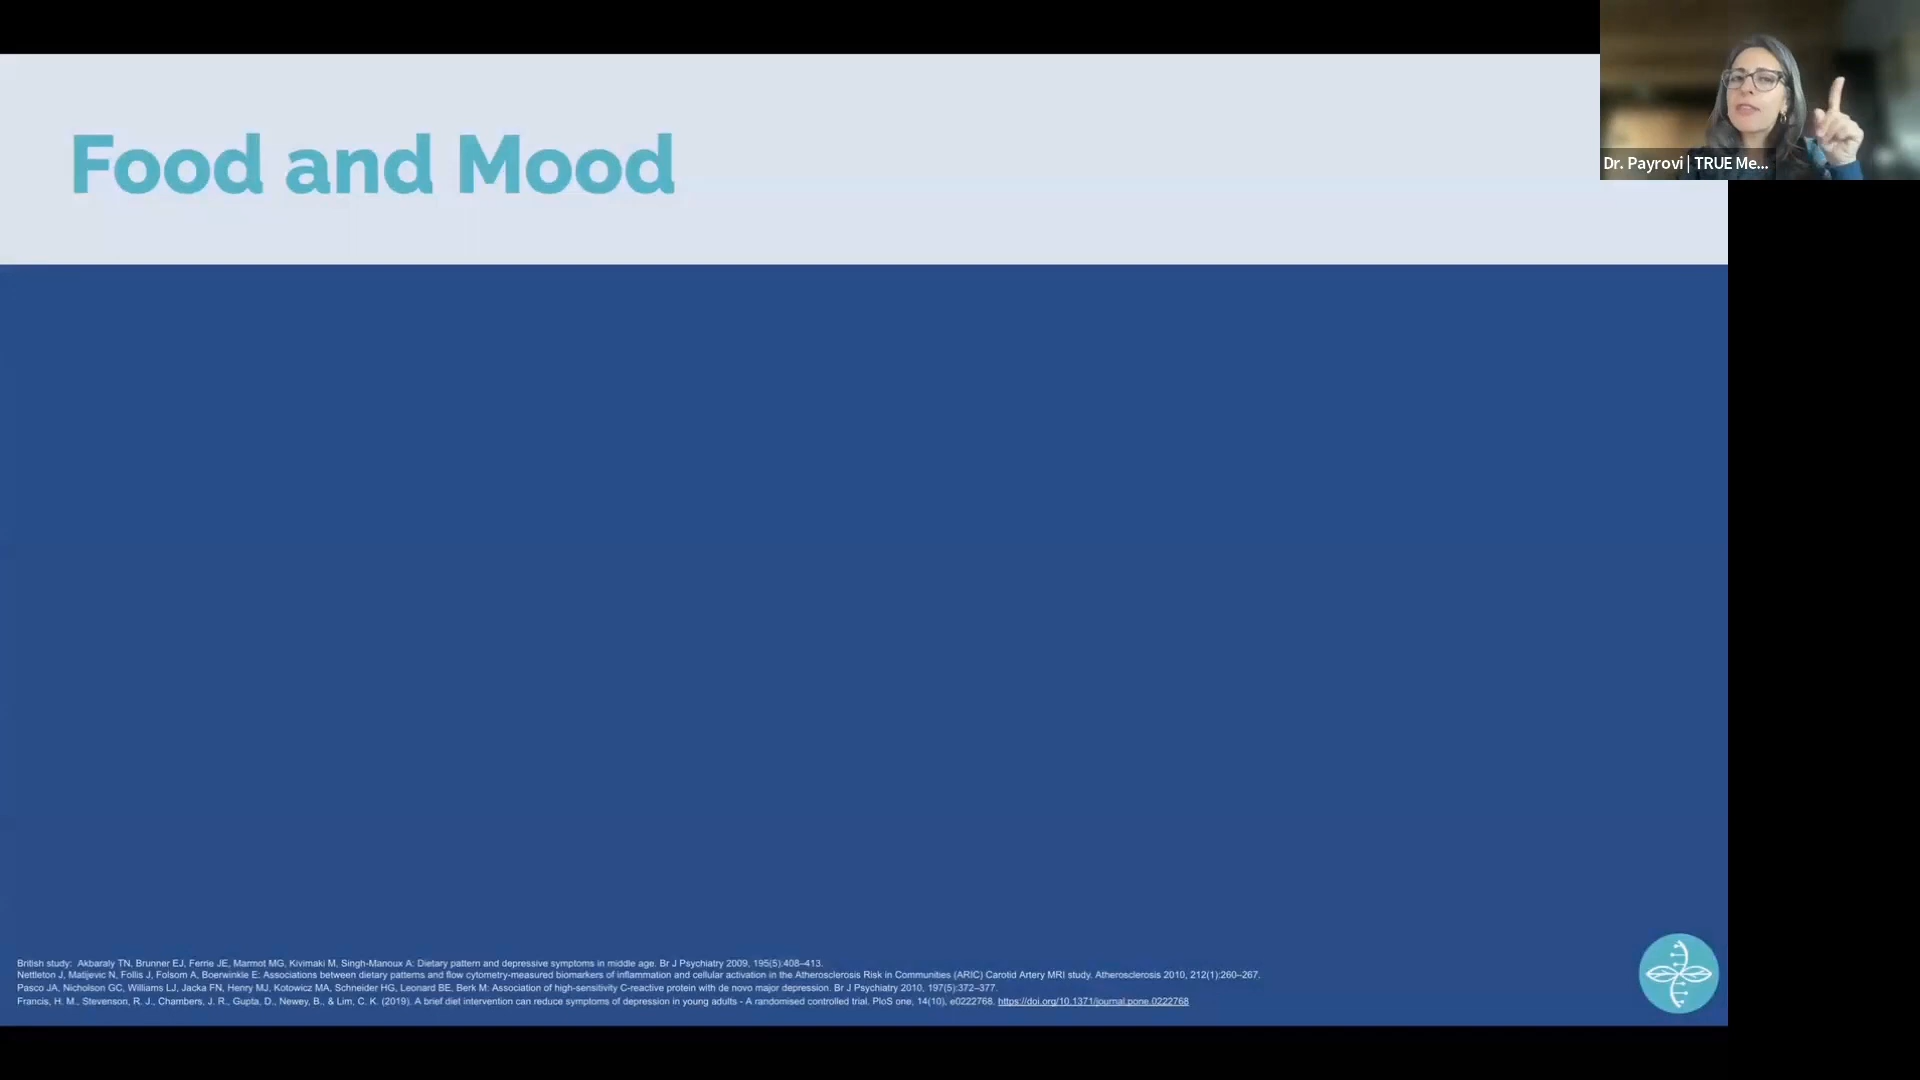 Food and Mood
Dr. Payrovi | TRUE Me...
British study: Akbaraly TN, Brunner EJ, Ferrie JE, Marmot MG, Kivimaki M, Singh-Manoux A: Dietary pattern and depressive symptoms in middle age. Br J Psychiatry 2009, 195(5):408–413.
Nettleton J, Matijevic N, Follis J, Folsom A, Boerwinkle E: Associations between dietary patterns and flow cytometry-measured biomarkers of inflammation and cellular activation in the Atherosclerosis Risk in Communities (ARIC) Carotid Artery MRI study. Atherosclerosis 2010, 212(1):260–267.
Pasco JA, Nicholson GC, Williams LJ, Jacka FN, Henry MJ, Kotowicz MA, Schneider HG, Leonard BE, Berk M: Association of high-sensitivity C-reactive protein with de novo major depression. Br J Psychiatry 2010, 197(5):372–377.
Francis, H. M., Stevenson, R. J., Chambers, J. R., Gupta, D., Newey, B., & Lim, C. K. (2019). A brief diet intervention can reduce symptoms of depression in young adults - A randomised controlled trial. PloS one, 14(10), e0222768. https://doi.org/10.1371/journal.pone.0222768